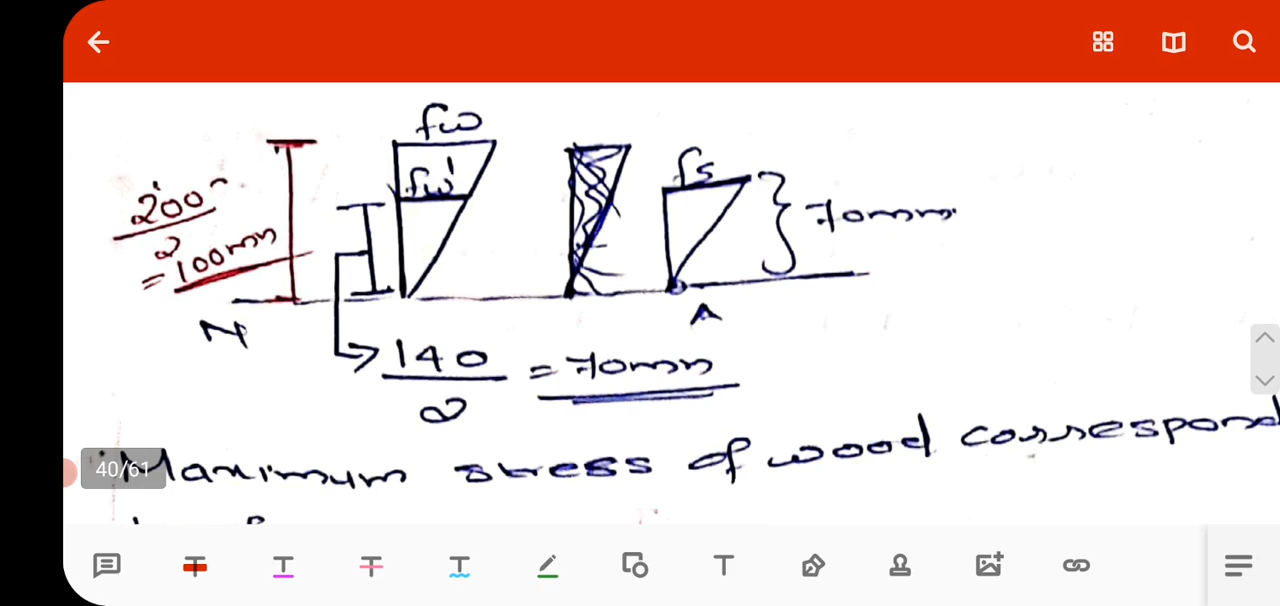 fw
fw'
fs
200
2
= 100mm
70mm
N
A
140
2
= 70mm
Maximum stress of wood correspond
40/61